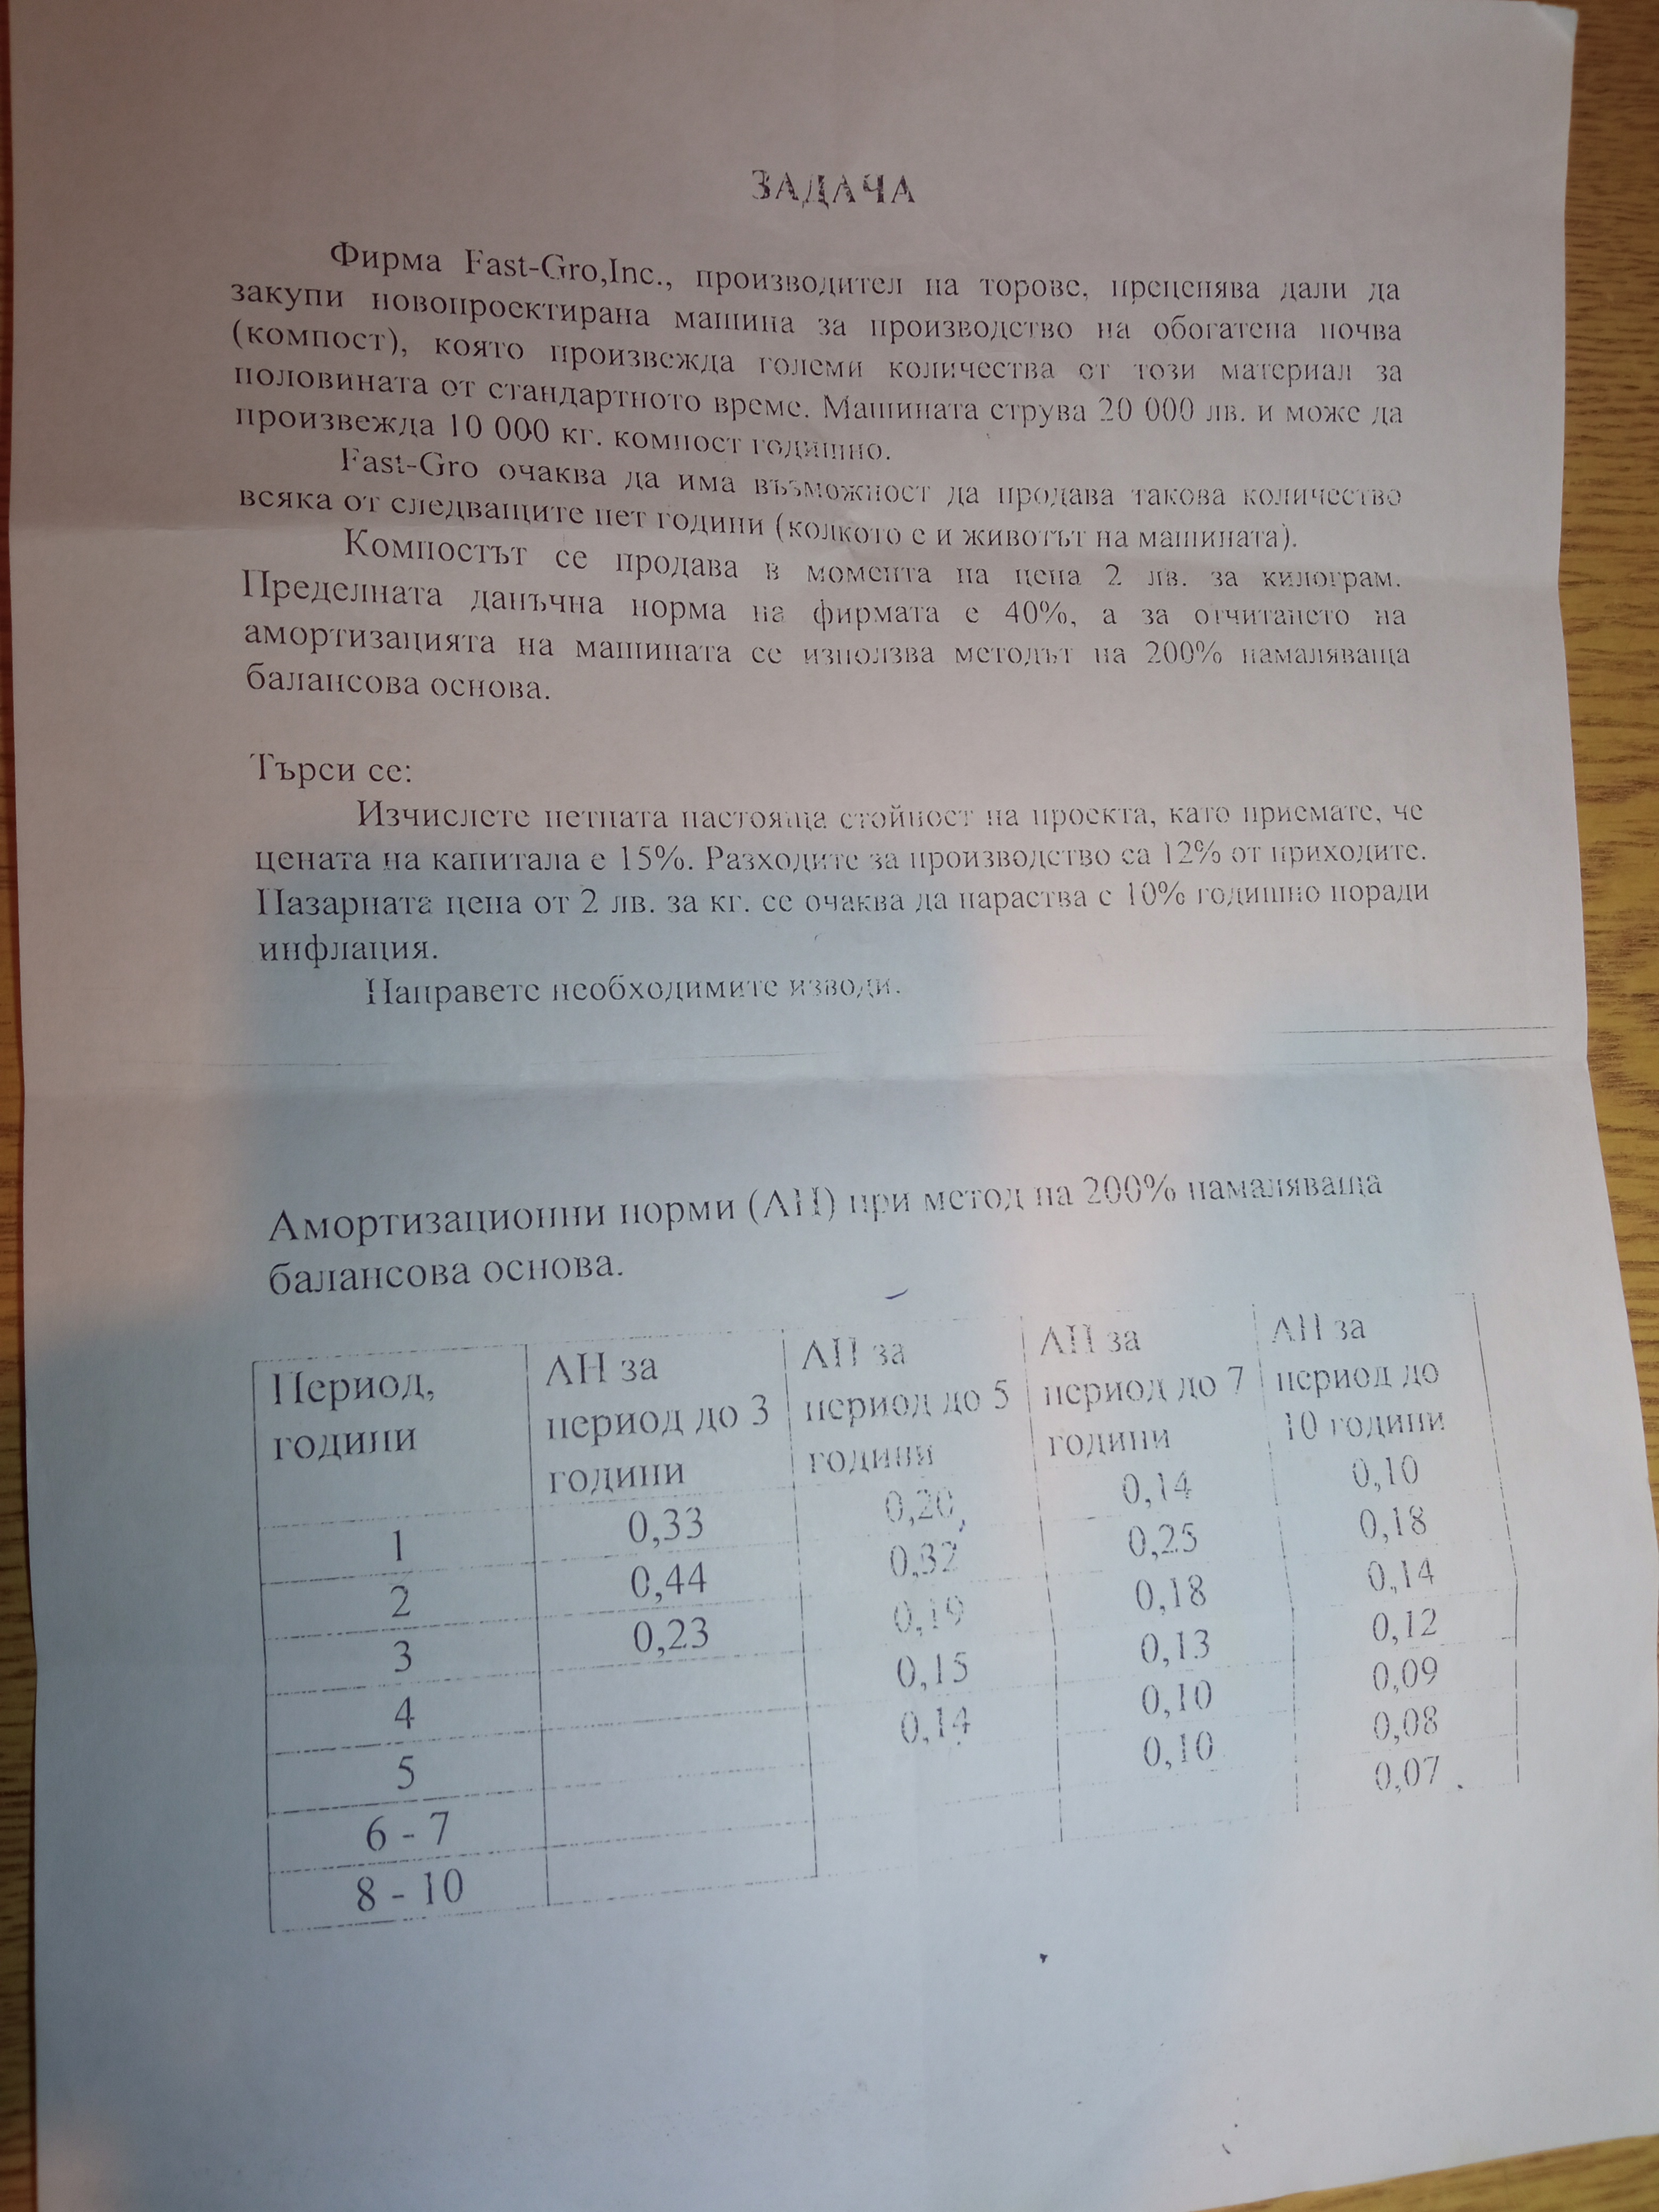 ЗАДАЧА
Фирма Fast-Gro,Inc., производител на торове, преценява дали да
закупи новопроектирана машина за производство на обогатена почва
(компост), която произвежда големи количества от този материал за
половината от стандартното време. Машината струва 20 000 лв. и може да
произвежда 10 000 кг. компост годишно.
Fast-Gro очаква да има възможност да продава такова количество
всяка от следващите пет години (колкото е и животът на машината).
Компостът се продава в момента на цена 2 лв. за килограм.
Пределната данъчна норма на фирмата е 40%, а за отчитането на
амортизацията на машината се използва методът на 200% намаляваща
балансова основа.
Търси се:
Изчислете нетната настояща стойност на проекта, като приемате, че
цената на капитала е 15%. Разходите за производство са 12% от приходите.
Пазарната цена от 2 лв. за кг. се очаква да нараства с 10% годишно поради
инфлация.
Направете необходимите изводи.
Амортизационни норми (АН) при метод на 200% намаляваща
балансова основа.
Период, години АН за период до 3 години АН за период до 5 години АН за период до 7 години АН за период до 10 години
1 0,33 0,20 0,14 0,10
2 0,44 0,32 0,25 0,18
3 0,23 0,19 0,18 0,14
4 0,15 0,13 0,12
5 0,14 0,10 0,09
6 - 7 0,10 0,08
8 - 10 0,07